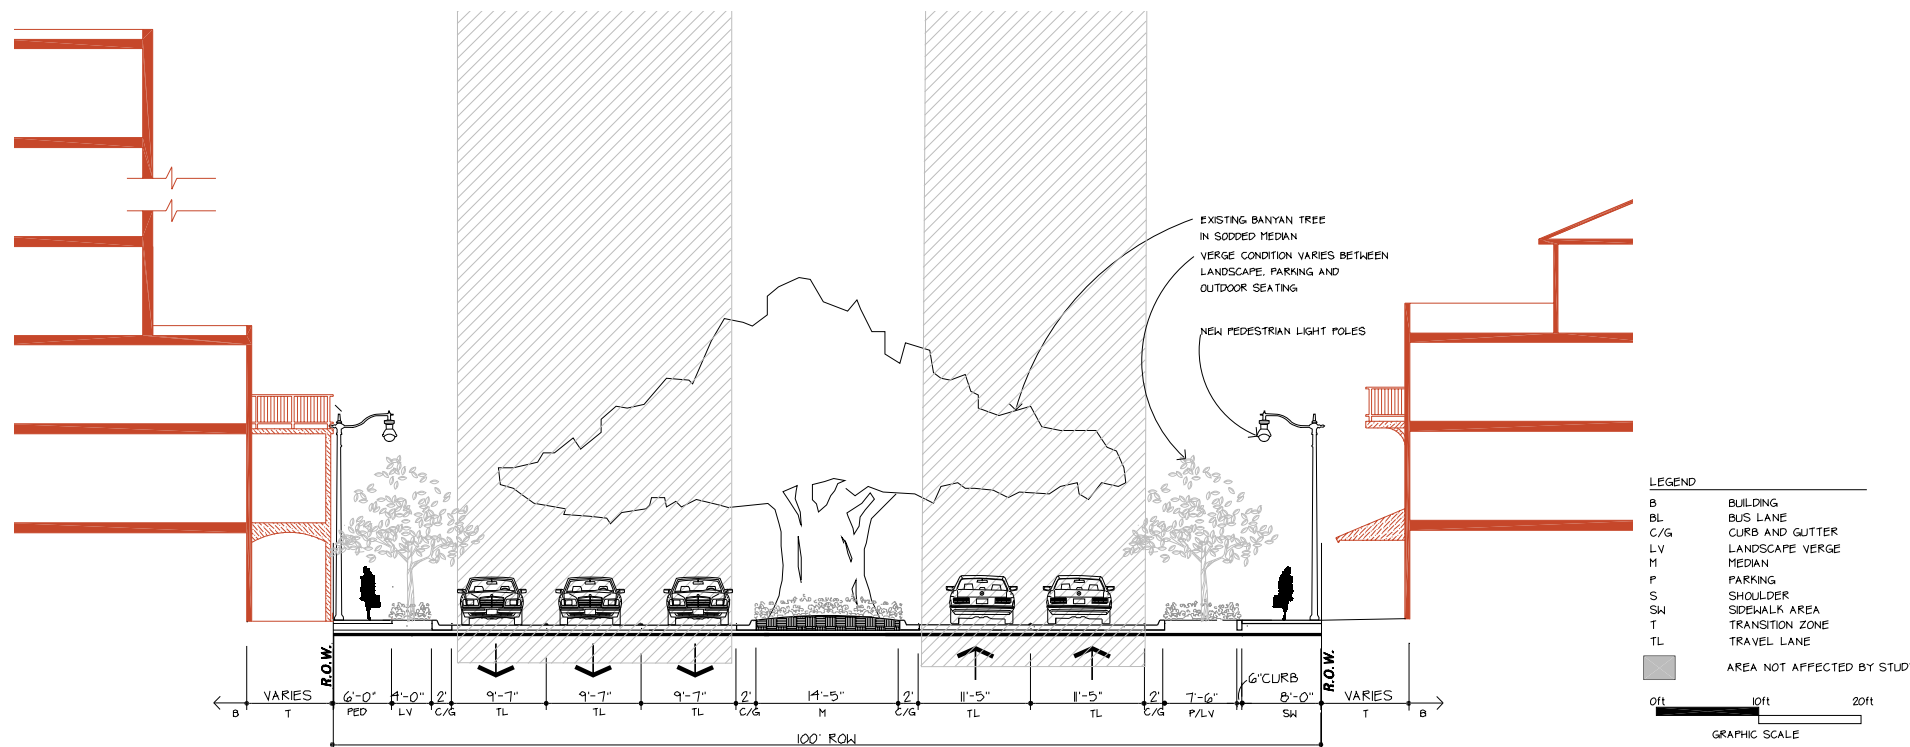 EXISTING BANYAN TREE
IN SODDED MEDIAN
VERGE CONDITION VARIES BETWEEN
LANDSCAPE, PARKING AND
OUTDOOR SEATING
NEW PEDESTRIAN LIGHT POLES
LEGEND
B BUILDING
BL BUS LANE
C/G CURB AND GUTTER
LV LANDSCAPE VERGE
M MEDIAN
P PARKING
S SHOULDER
SW SIDEWALK AREA
T TRANSITION ZONE
TL TRAVEL LANE
AREA NOT AFFECTED BY STUD
0ft 10ft 20ft
GRAPHIC SCALE
R.O.W.
R.O.W.
6"CURB
VARIES 6'-0" 4'-0" 2' 9'-7" 9'-7" 9'-7" 2' 14'-5" 2' 11'-5" 11'-5" 2' 7'-6" 8'-0" VARIES
B T PED LV C/G TL TL TL C/G M C/G TL TL C/G P/LV SW T B
100' ROW